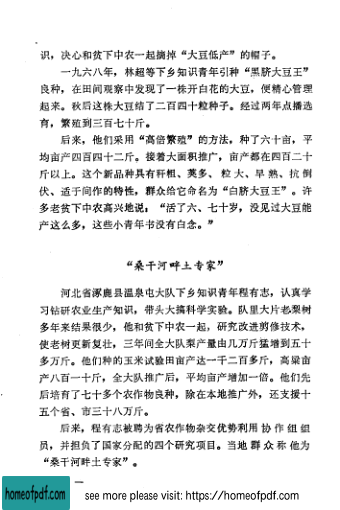 识，决心和贫下中农一起摘掉“大豆低产”的帽子。
一九六八年，林超等下乡知识青年引种“黑脐大豆王”
良种，在田间观察中发现了一株开白花的大豆，便精心管理
起来。秋后这株大豆结了二百四十粒种子。经过两年点播选
育，繁殖到三百七十斤。
后来，他们采用“高倍繁殖”的方法，种了六十亩，平
均亩产四百四十二斤。接着大面积推广，亩产都在四百二十
斤以上。这个新品种具有秆粗、荚多、粒大、早熟、抗倒
伏、适于间作的特性，群众给它命名为“白脐大豆王”。许
多老贫下中农高兴地说：“活了六、七十岁，没见过大豆能
产这么多，这些小青年书没有白念。”
“桑干河畔土专家”
河北省涿鹿县温泉屯大队下乡知识青年程有志，认真学
习钻研农业生产知识，带头大搞科学实验。队里大片老梨树
多年来结果很少，他和贫下中农一起，研究改进剪修技术，
使老树更新复壮，三年间全大队梨产量由几万斤猛增到五十
多万斤。他们种的玉米试验田亩产达一千二百多斤，高粱亩
产八百一十斤，全大队推广后，平均亩产增加一倍。他们先
后培育了七十多个农作物良种，除在本地推广外，还支援十
五个省、市三十八万斤。
后来，程有志被聘为省农作物杂交优势利用协作组组
员，并担负了国家分配的四个研究项目。当地群众称他为
“桑干河畔土专家”。
homeofpdf.com
see more please visit: https://homeofpdf.com